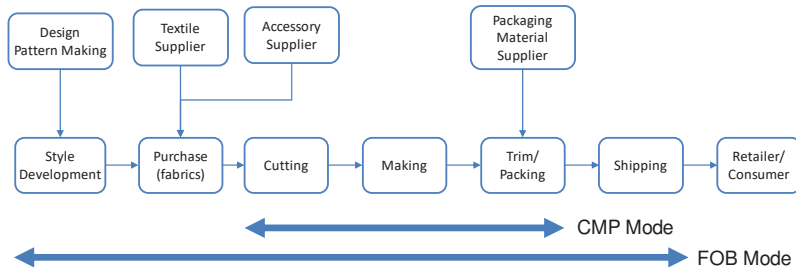 Design
Pattern Making
Textile
Supplier
Accessory
Supplier
Packaging
Material
Supplier
Style
Development
Purchase
(fabrics)
Cutting
Making
Trim/
Packing
Shipping
Retailer/
Consumer
CMP Mode
FOB Mode